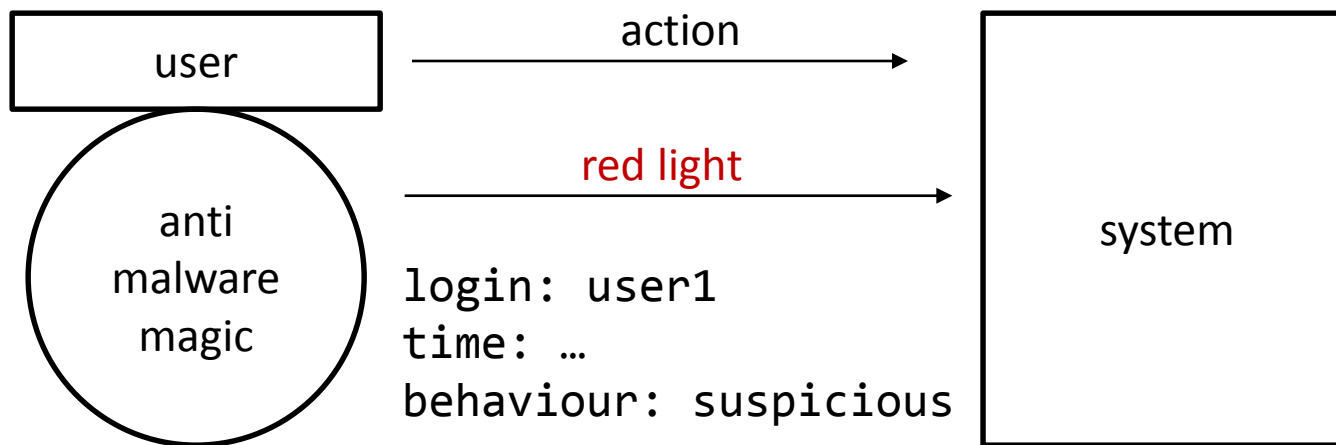 user
action
red light
anti
malware
magic
system
login: user1
time: …
behaviour: suspicious